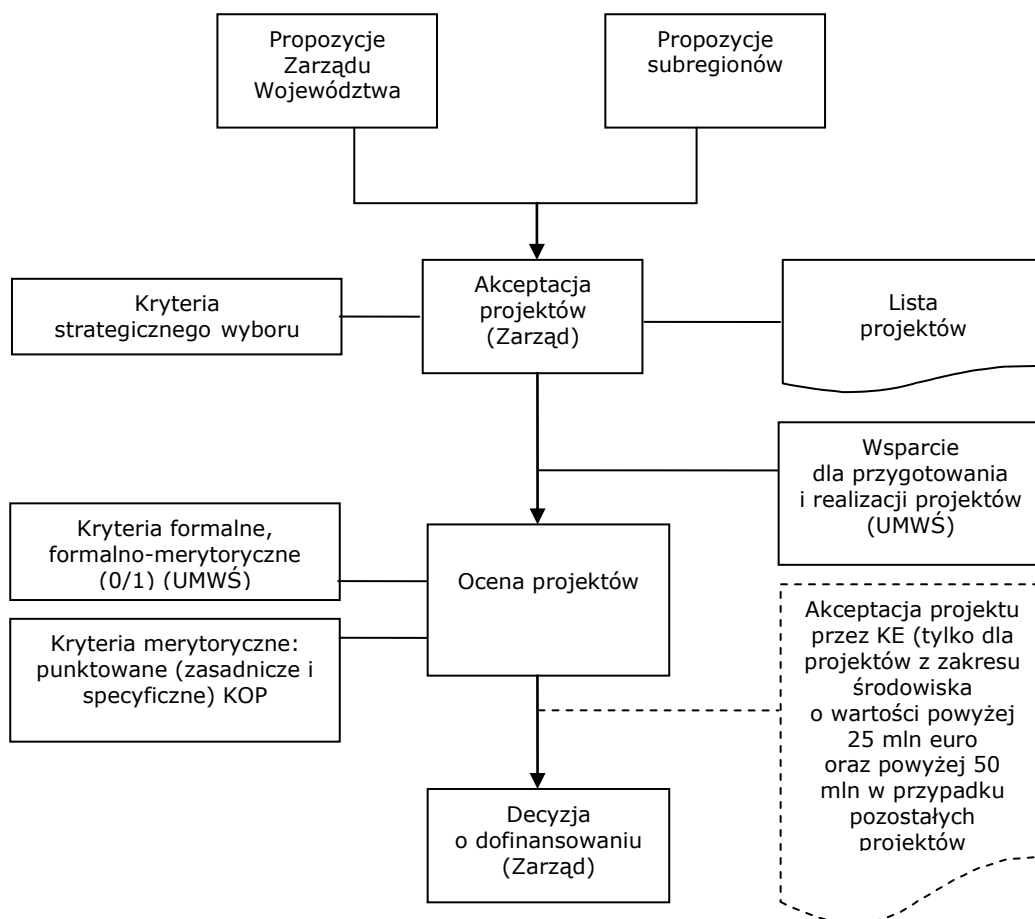 Propozycje
Zarządu
Województwa
Propozycje
subregionów
Kryteria
strategicznego wyboru
Akceptacja
projektów
(Zarząd)
Lista
projektów
Wsparcie
dla przygotowania
i realizacji projektów
(UMWŚ)
Kryteria formalne,
formalno-merytoryczne
(0/1) (UMWŚ)
Ocena projektów
Kryteria merytoryczne:
punktowane (zasadnicze i
specyficzne) KOP
Akceptacja projektu
przez KE (tylko dla
projektów z zakresu
środowiska
o wartości powyżej
25 mln euro
oraz powyżej 50
mln w przypadku
pozostałych
projektów
Decyzja
o dofinansowaniu
(Zarząd)